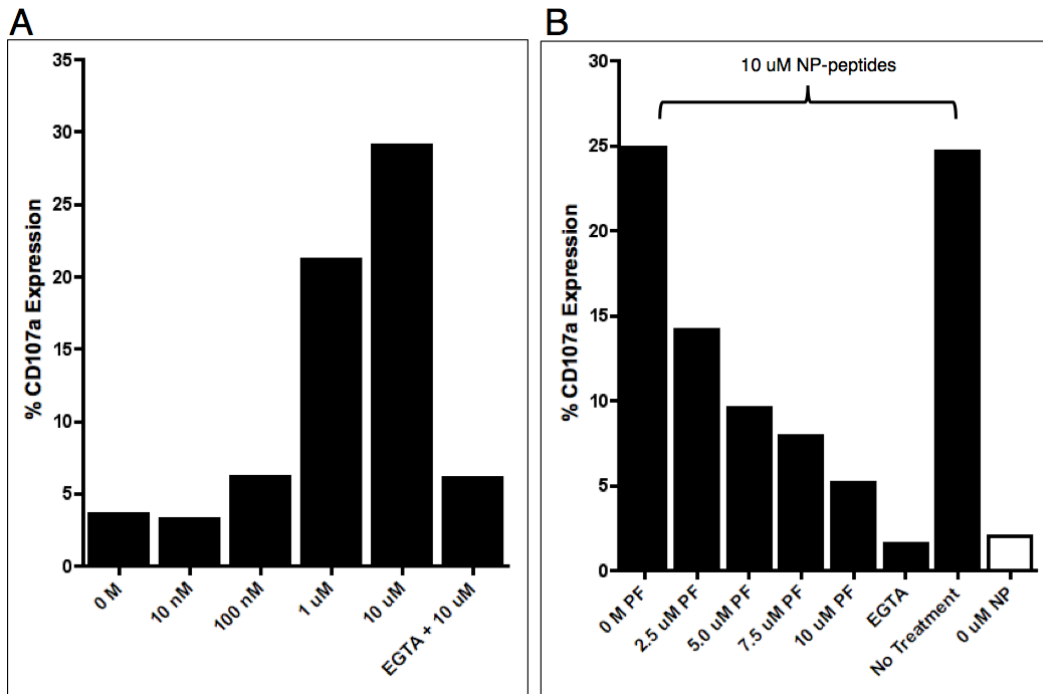 A
% CD107a Expression
35
30
25
20
15
10
5
0
0 M
10 nM
100 nM
1 uM
10 uM
EGTA + 10 uM
B
10 uM NP-peptides
% CD107a Expression
30
25
20
15
10
5
0
0 M PF
2.5 uM PF
5.0 uM PF
7.5 uM PF
10 uM PF
EGTA
No Treatment
0 uM NP